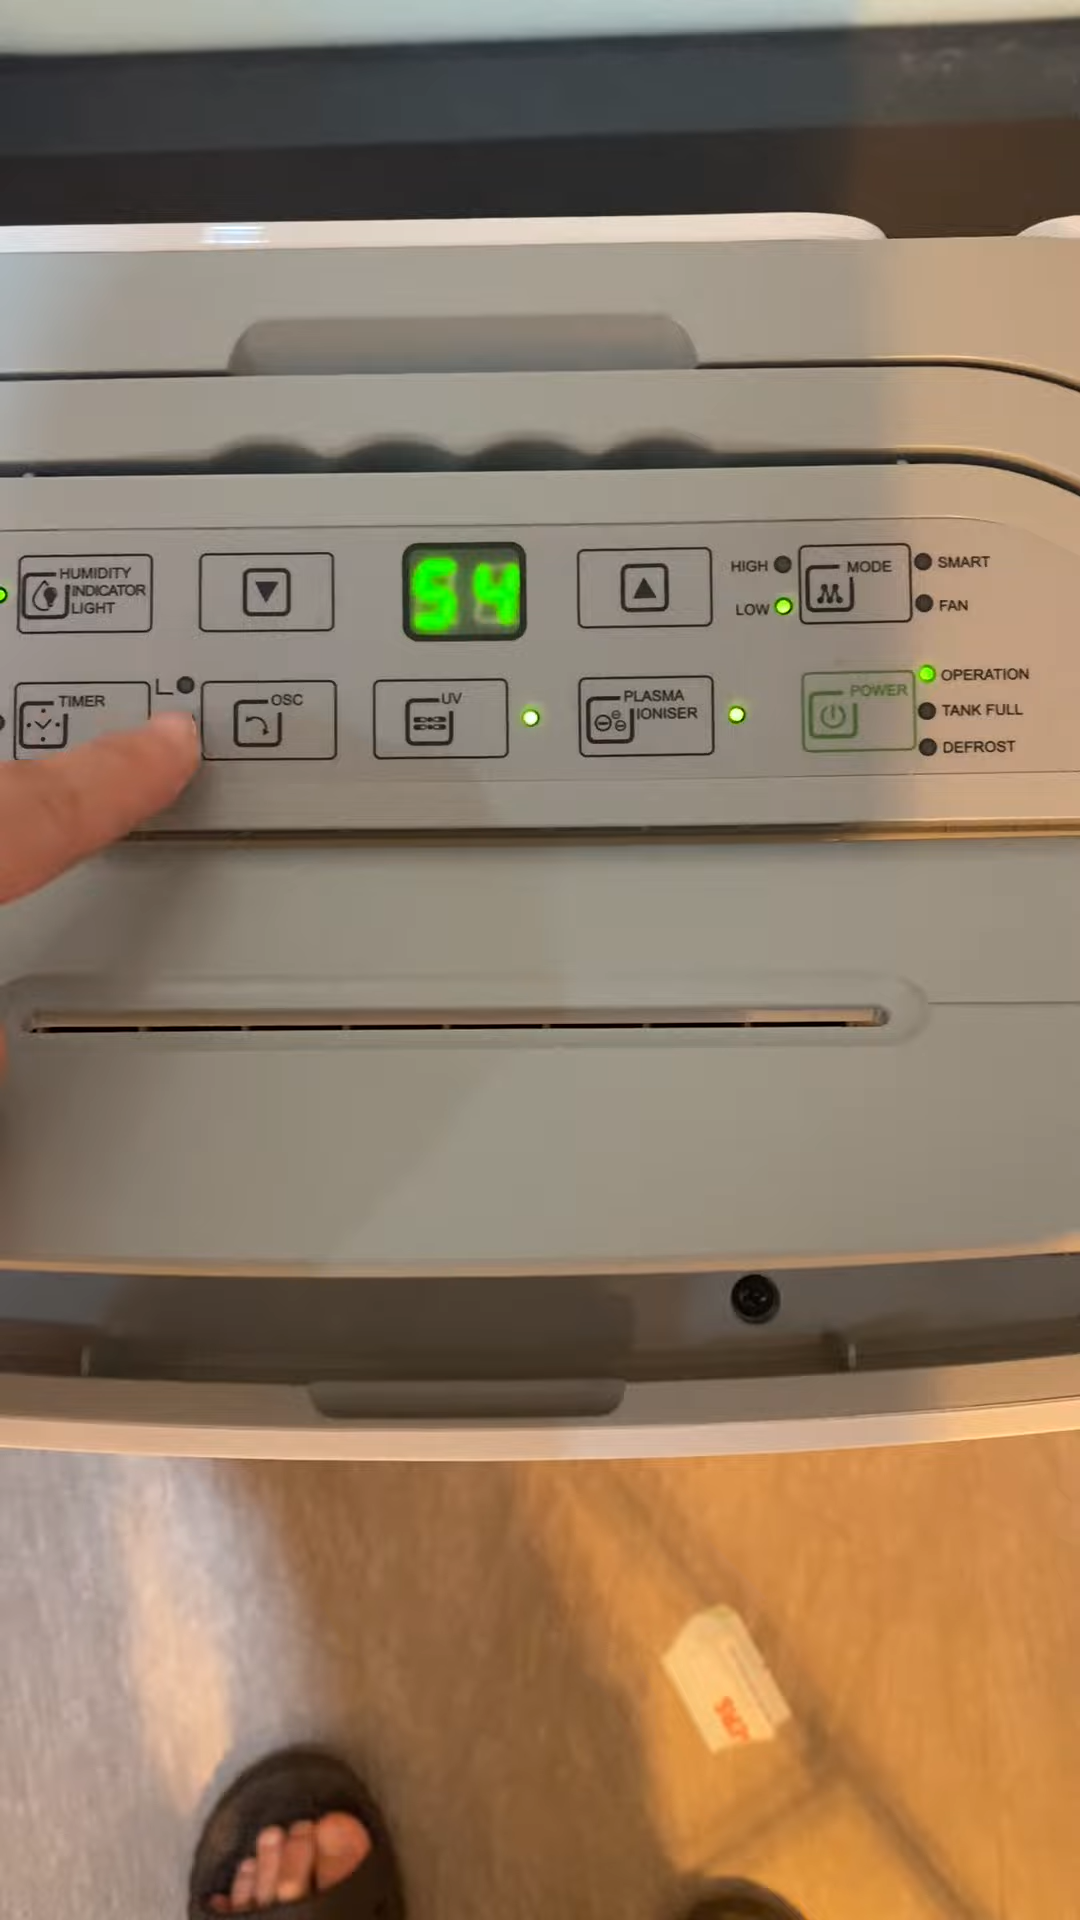 HUMIDITY
INDICATOR
LIGHT
54
HIGH
LOW
MODE
SMART
FAN
TIMER
OSC
UV
PLASMA
IONISER
POWER
OPERATION
TANK FULL
DEFROST